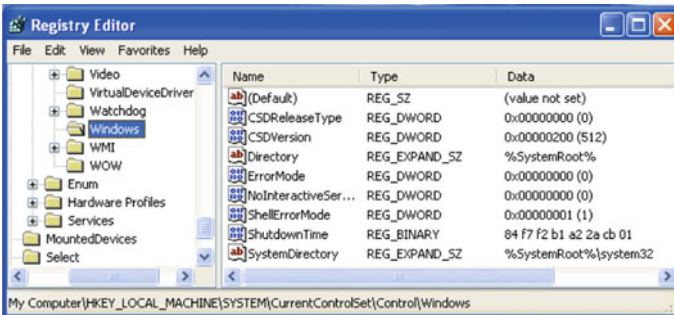 Registry Editor
File Edit View Favorites Help
Video
VirtualDeviceDriver
Watchdog
Windows
WMI
WOW
Enum
Hardware Profiles
Services
MountedDevices
Select
Name Type Data
(Default) REG_SZ (value not set)
CSDReleaseType REG_DWORD 0x00000000 (0)
CSDVersion REG_DWORD 0x00000200 (512)
Directory REG_EXPAND_SZ %SystemRoot%
ErrorMode REG_DWORD 0x00000000 (0)
NoInteractiveSer... REG_DWORD 0x00000000 (0)
ShellErrorMode REG_DWORD 0x00000001 (1)
ShutdownTime REG_BINARY 84 f7 f2 b1 a2 2a cb 01
SystemDirectory REG_EXPAND_SZ %SystemRoot%\system32
My Computer\HKEY_LOCAL_MACHINE\SYSTEM\CurrentControlSet\Control\Windows